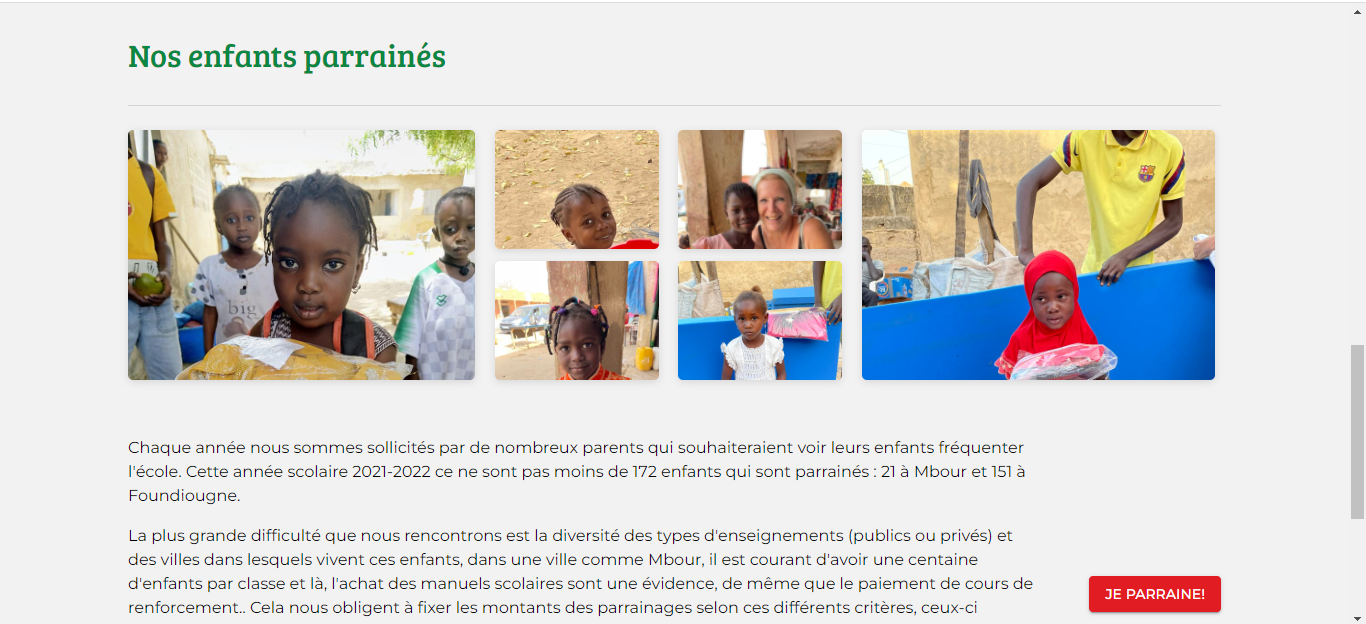 Nos enfants parrainés
big
Chaque année nous sommes sollicités par de nombreux parents qui souhaiteraient voir leurs enfants fréquenter
l'école. Cette année scolaire 2021-2022 ce ne sont pas moins de 172 enfants qui sont parrainés : 21 à Mbour et 151 à
Foundiougne.
La plus grande difficulté que nous rencontrons est la diversité des types d'enseignements (publics ou privés) et
des villes dans lesquels vivent ces enfants, dans une ville comme Mbour, il est courant d'avoir une centaine
d'enfants par classe et là, l'achat des manuels scolaires sont une évidence, de même que le paiement de cours de
renforcement.. Cela nous obligent à fixer les montants des parrainages selon ces différents critères, ceux-ci
JE PARRAINE!